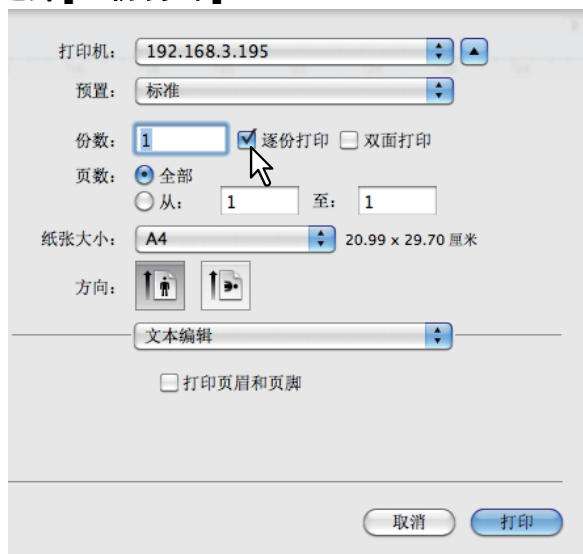 打印机： 192.168.3.195
预置： 标准
份数： 1 逐份打印 双面打印
页数： 全部
从： 1 至： 1
纸张大小： A4 20.99 x 29.70 厘米
方向：
文本编辑
打印页眉和页脚
取消 打印